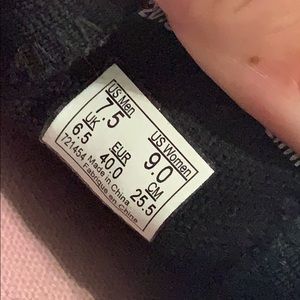 US Men US Women
7.5 9.0
UK EUR CM
6.5 40.0 25.5
721454 Made in China
Fabrique en Chine